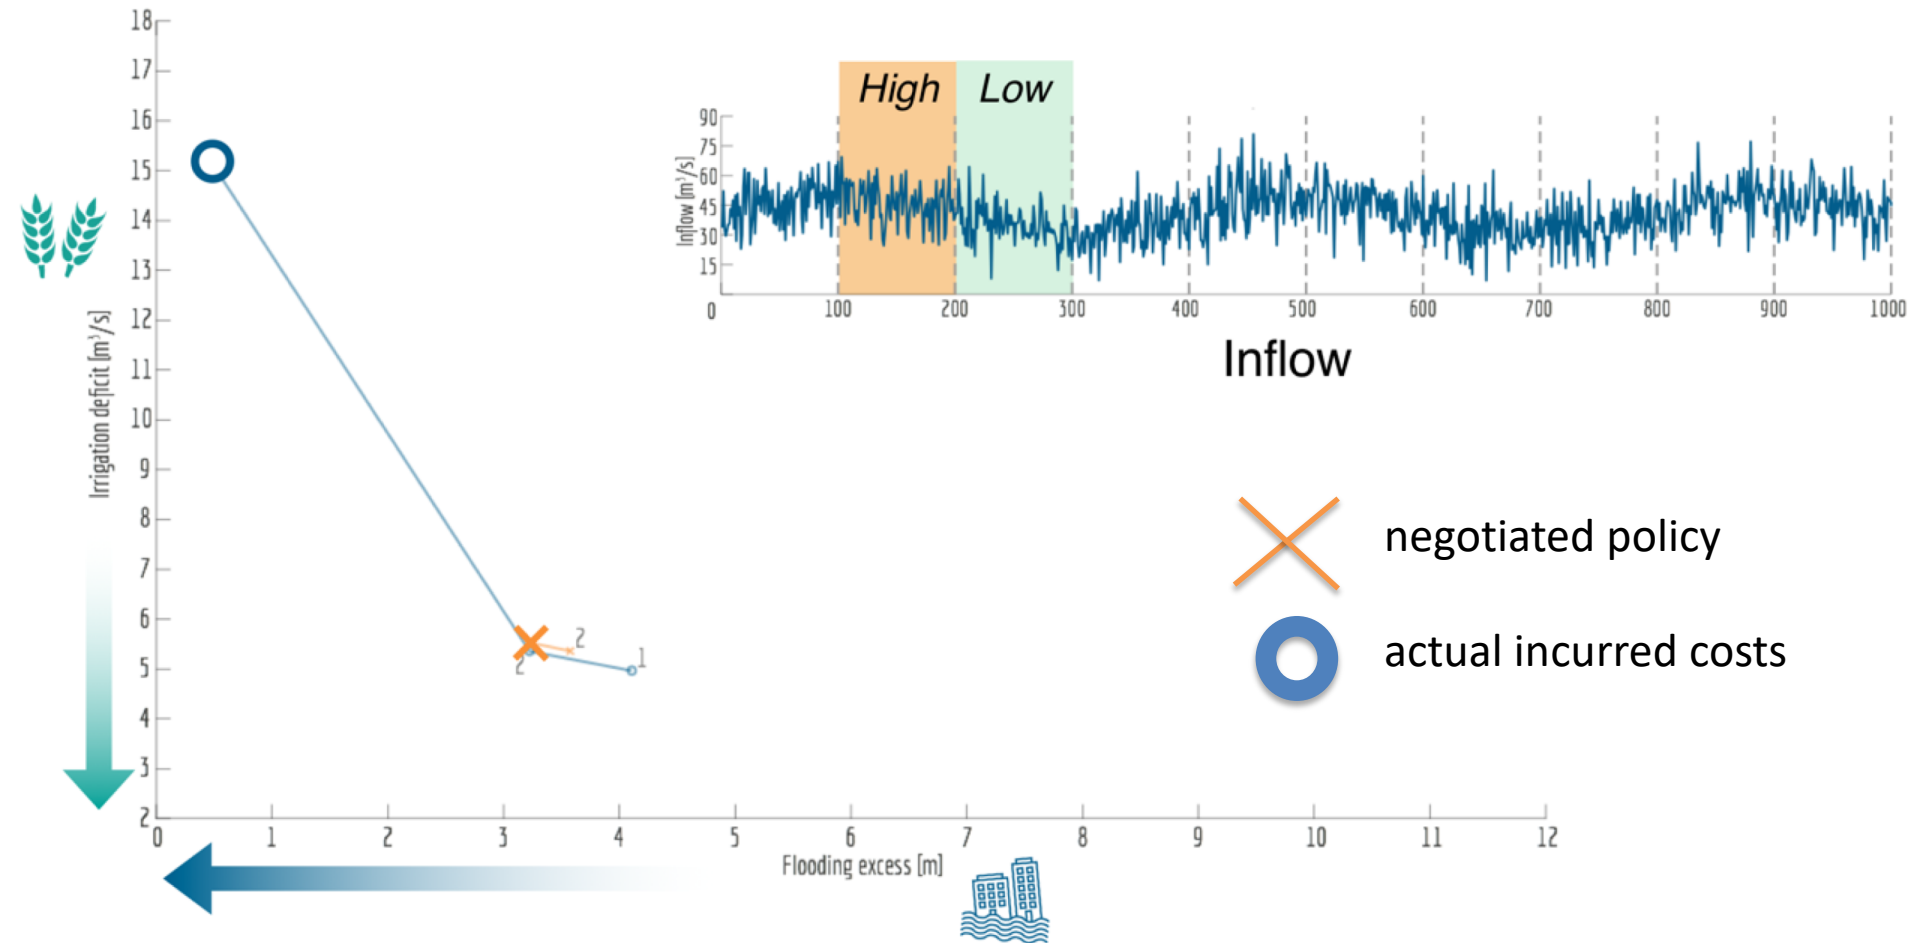 18
17
16
15
14
13
12
11
10
9
8
7
6
5
4
3
2
Irrigation deficit [m³/s]
0 1 2 3 4 5 6 7 8 9 10 11 12
Flooding excess [m]
2
2
1
High Low
90
75
60
45
30
15
Inflow [m³/s]
0 100 200 300 400 500 600 700 800 900 1000
Inflow
negotiated policy
actual incurred costs